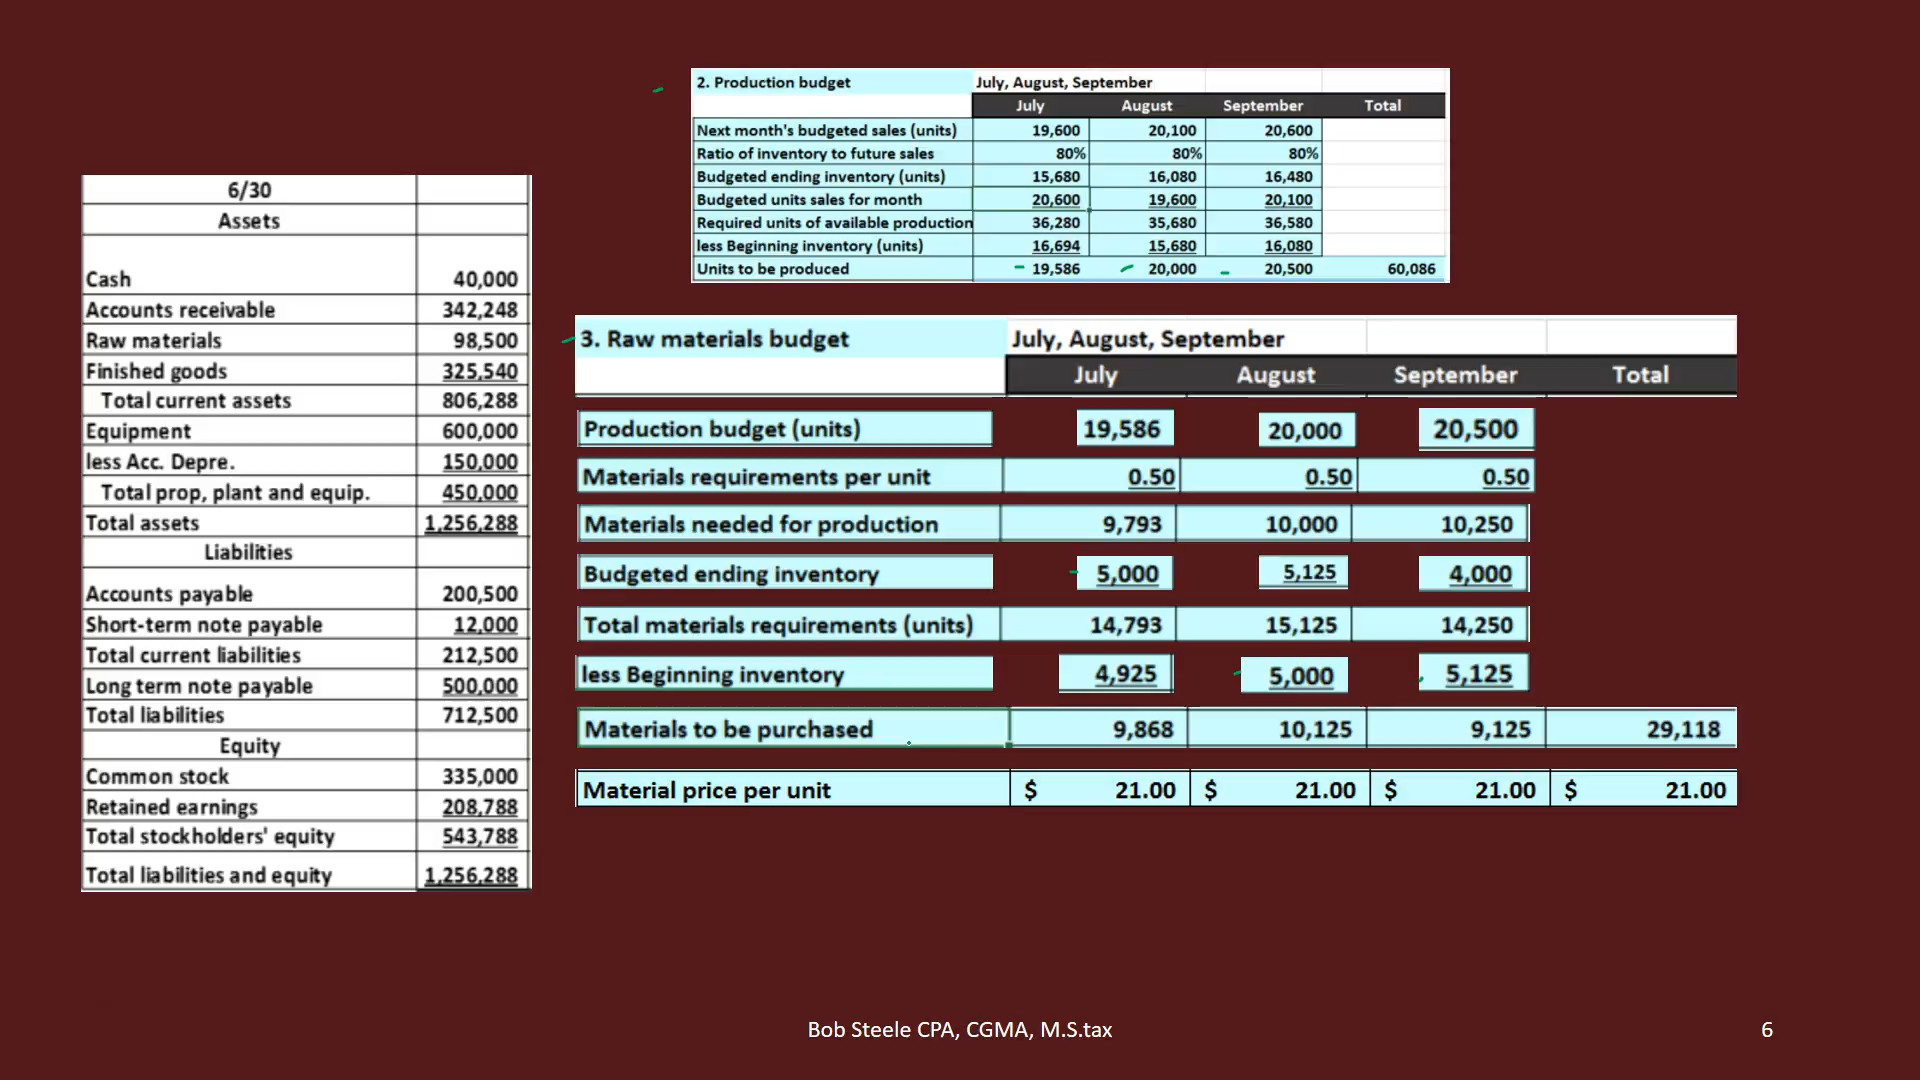 2. Production budget July, August, September
July August September Total
Next month's budgeted sales (units) 19,600 20,100 20,600
Ratio of inventory to future sales 80% 80% 80%
Budgeted ending inventory (units) 15,680 16,080 16,480
Budgeted units sales for month 20,600 19,600 20,100
Required units of available production 36,280 35,680 36,580
less Beginning inventory (units) 16,694 15,680 16,080
Units to be produced 19,586 20,000 20,500 60,086
6/30
Assets
Cash 40,000
Accounts receivable 342,248
Raw materials 98,500
Finished goods 325,540
Total current assets 806,288
Equipment 600,000
less Acc. Depre. 150,000
Total prop, plant and equip. 450,000
Total assets 1,256,288
Liabilities
Accounts payable 200,500
Short-term note payable 12,000
Total current liabilities 212,500
Long term note payable 500,000
Total liabilities 712,500
Equity
Common stock 335,000
Retained earnings 208,788
Total stockholders' equity 543,788
Total liabilities and equity 1,256,288
3. Raw materials budget July, August, September
July August September Total
Production budget (units) 19,586 20,000 20,500
Materials requirements per unit 0.50 0.50 0.50
Materials needed for production 9,793 10,000 10,250
Budgeted ending inventory 5,000 5,125 4,000
Total materials requirements (units) 14,793 15,125 14,250
less Beginning inventory 4,925 5,000 5,125
Materials to be purchased 9,868 10,125 9,125 29,118
Material price per unit $ 21.00 $ 21.00 $ 21.00 $ 21.00
Bob Steele CPA, CGMA, M.S.tax
6